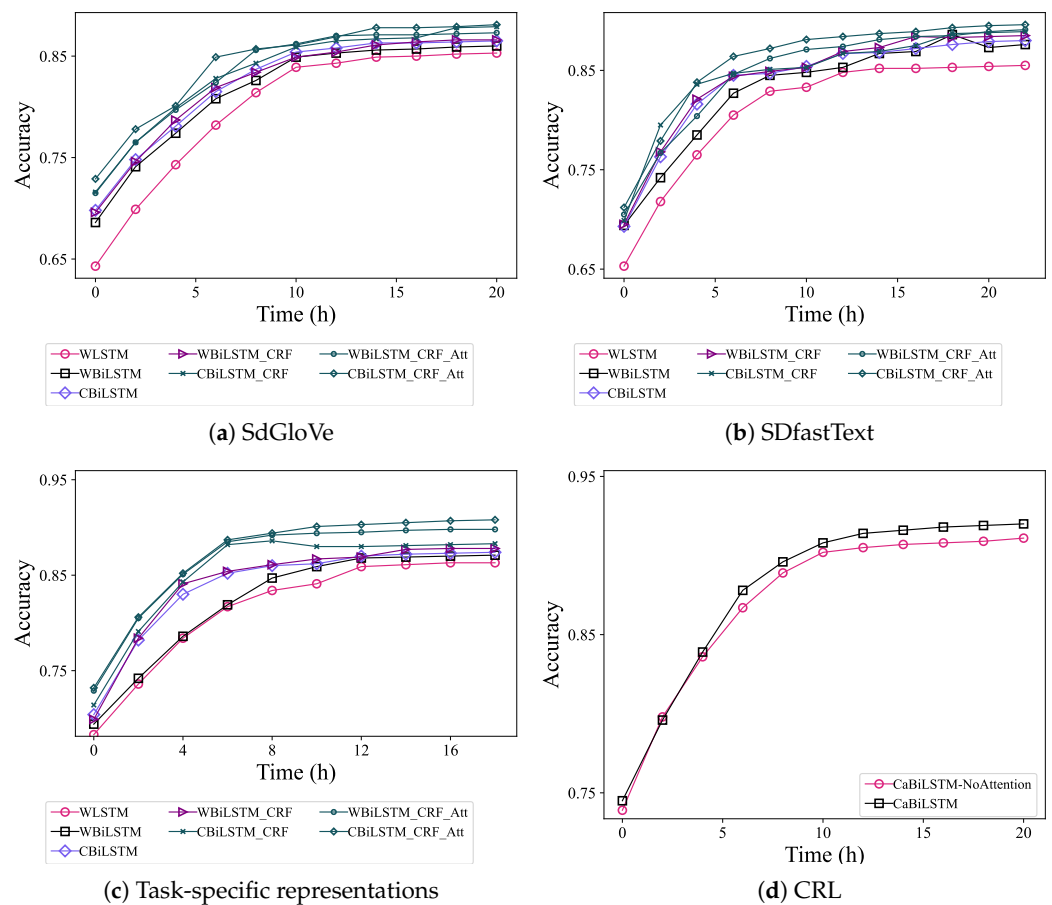 Accuracy
0.85
0.75
0.65
0 5 10 15 20
Time (h)
WLSTM WBiLSTM_CRF WBiLSTM_CRF_Att
WBiLSTM CBiLSTM_CRF CBiLSTM_CRF_Att
CBiLSTM
(a) SdGloVe
Accuracy
0.85
0.75
0.65
0 5 10 15 20
Time (h)
WLSTM WBiLSTM_CRF WBiLSTM_CRF_Att
WBiLSTM CBiLSTM_CRF CBiLSTM_CRF_Att
CBiLSTM
(b) SDfastText
Accuracy
0.95
0.85
0.75
0 4 8 12 16
Time (h)
WLSTM WBiLSTM_CRF WBiLSTM_CRF_Att
WBiLSTM CBiLSTM_CRF CBiLSTM_CRF_Att
CBiLSTM
(c) Task-specific representations
Accuracy
0.95
0.85
0.75
CaBiLSTM-NoAttention
CaBiLSTM
0 5 10 15 20
Time (h)
(d) CRL